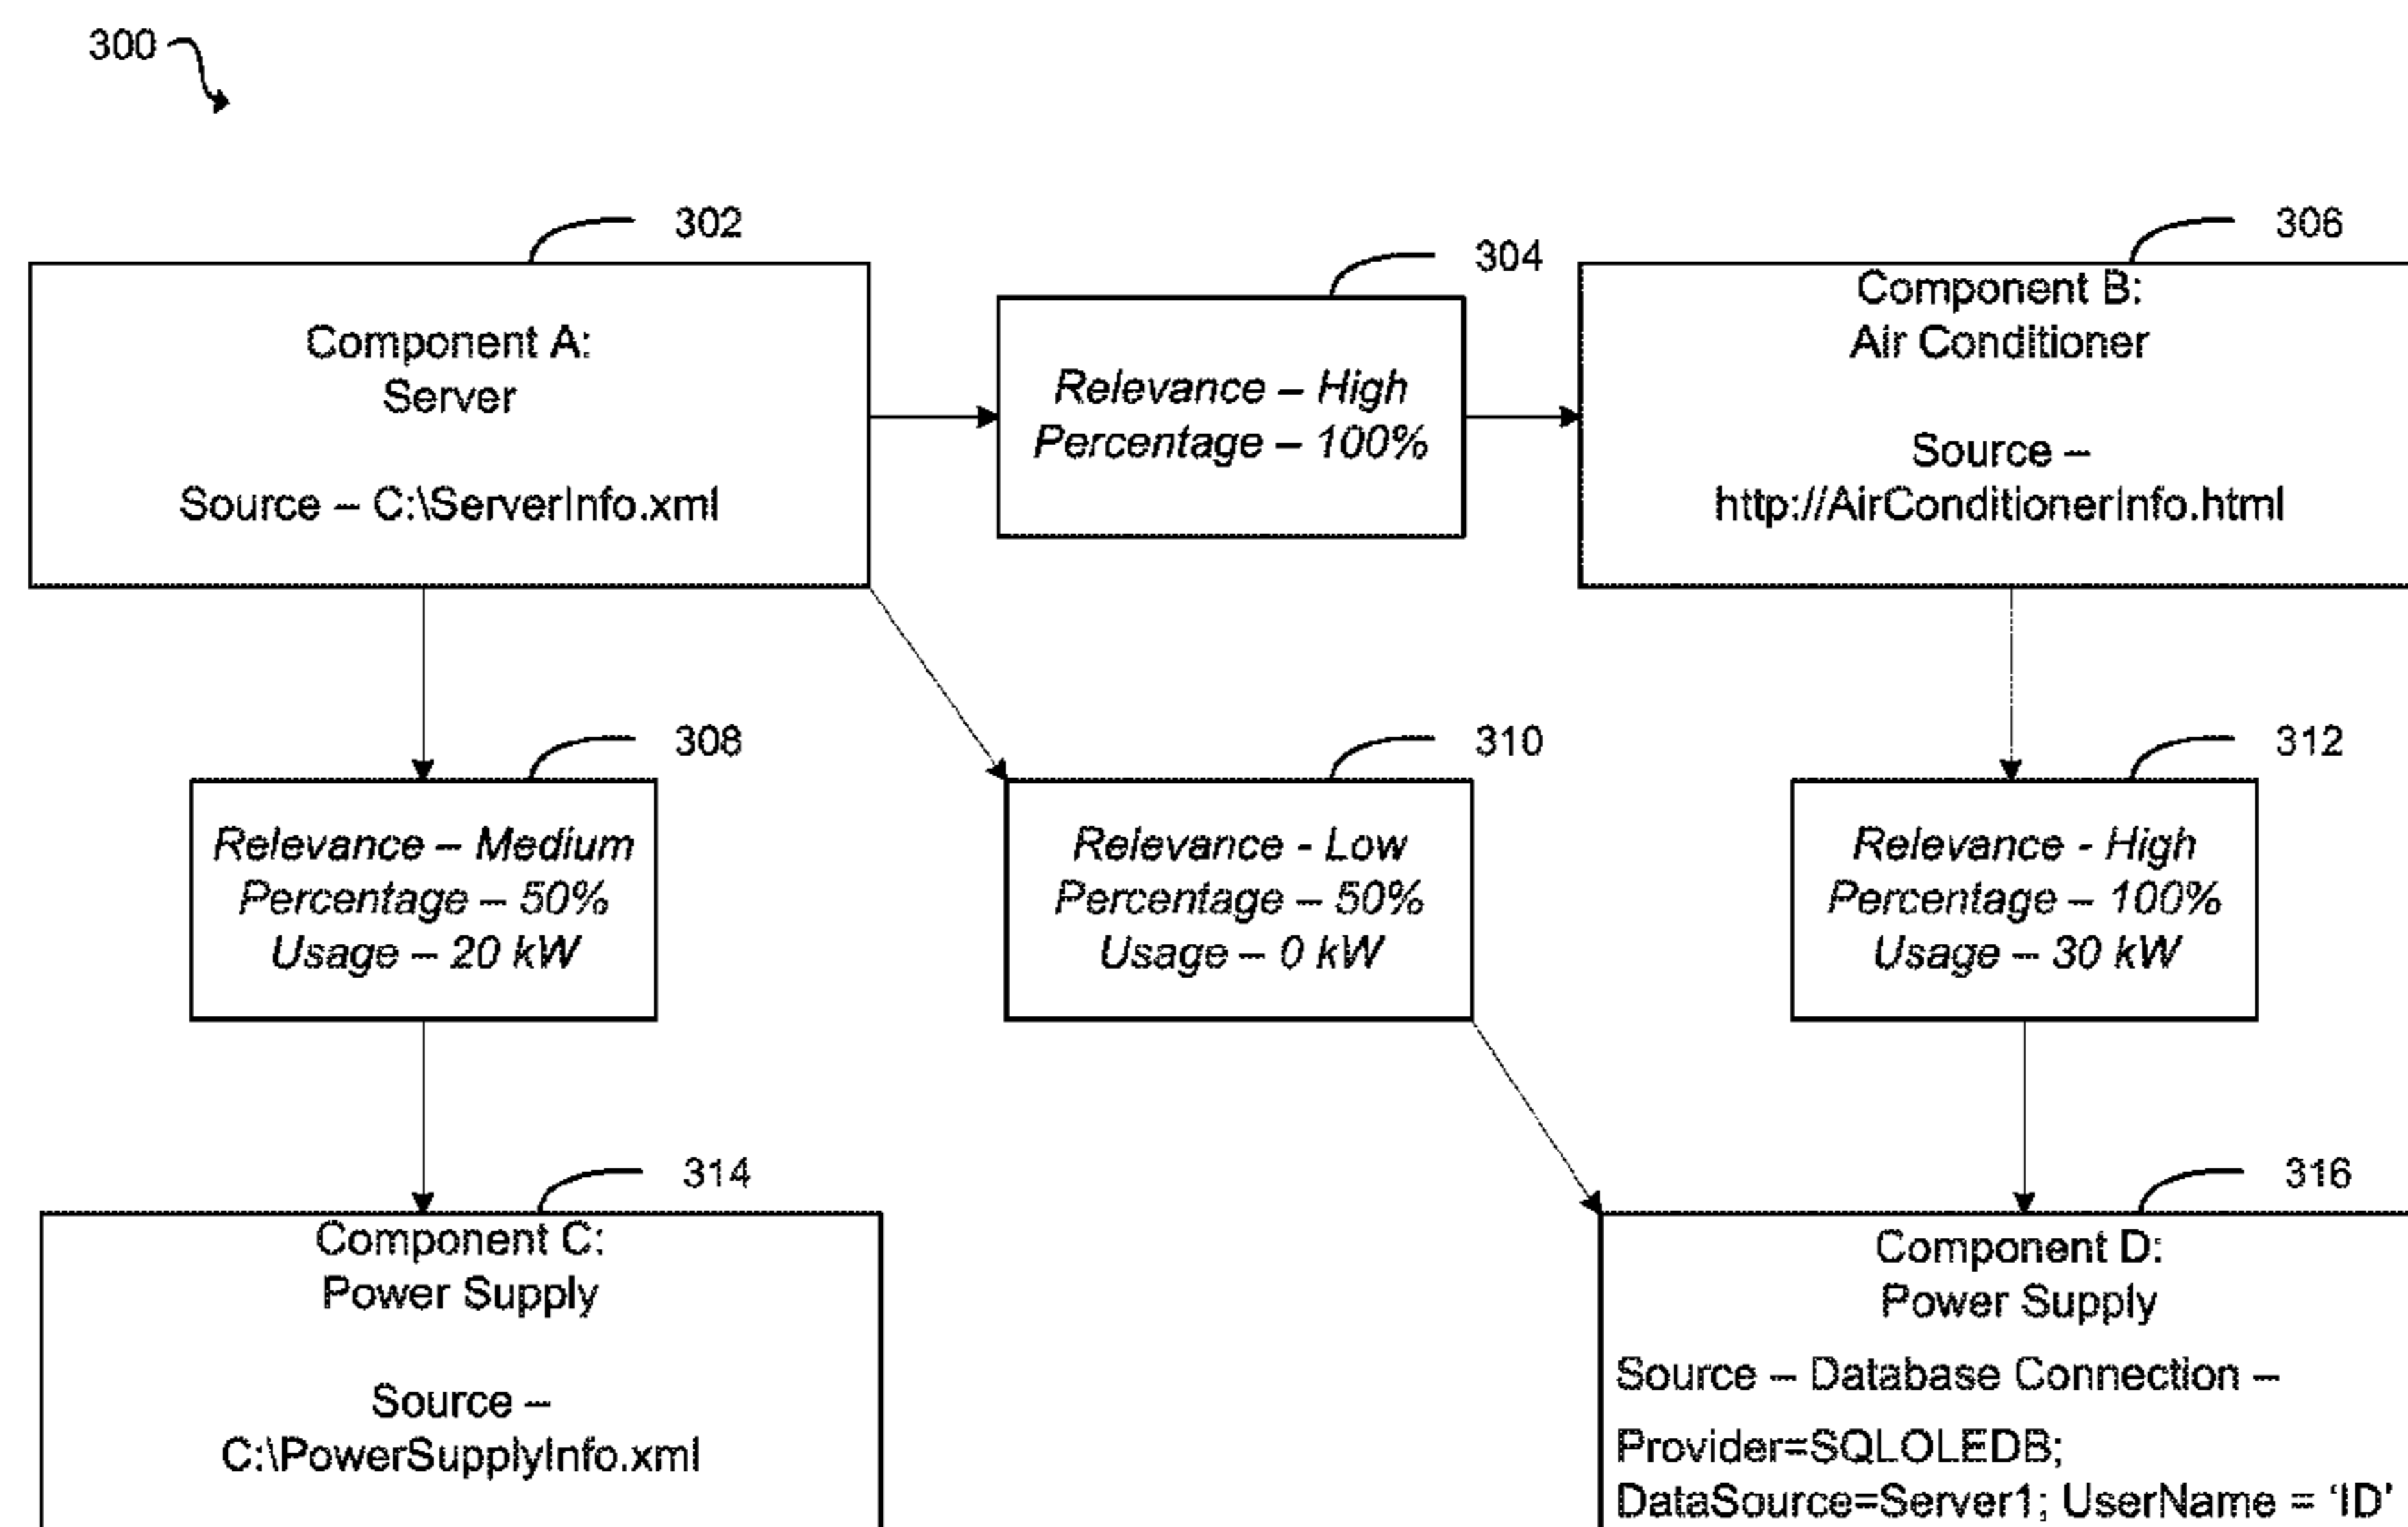 300
302
304
306
Component A:
Server
Source – C:\ServerInfo.xml
Relevance – High
Percentage – 100%
Component B:
Air Conditioner
Source –
http://AirConditionerInfo.html
308
310
312
Relevance – Medium
Percentage – 50%
Usage – 20 kW
Relevance - Low
Percentage – 50%
Usage – 0 kW
Relevance - High
Percentage – 100%
Usage – 30 kW
314
316
Component C:
Power Supply
Source –
C:\PowerSupplyInfo.xml
Component D:
Power Supply
Source – Database Connection –
Provider=SQLOLEDB;
DataSource=Server1; UserName = ‘ID’